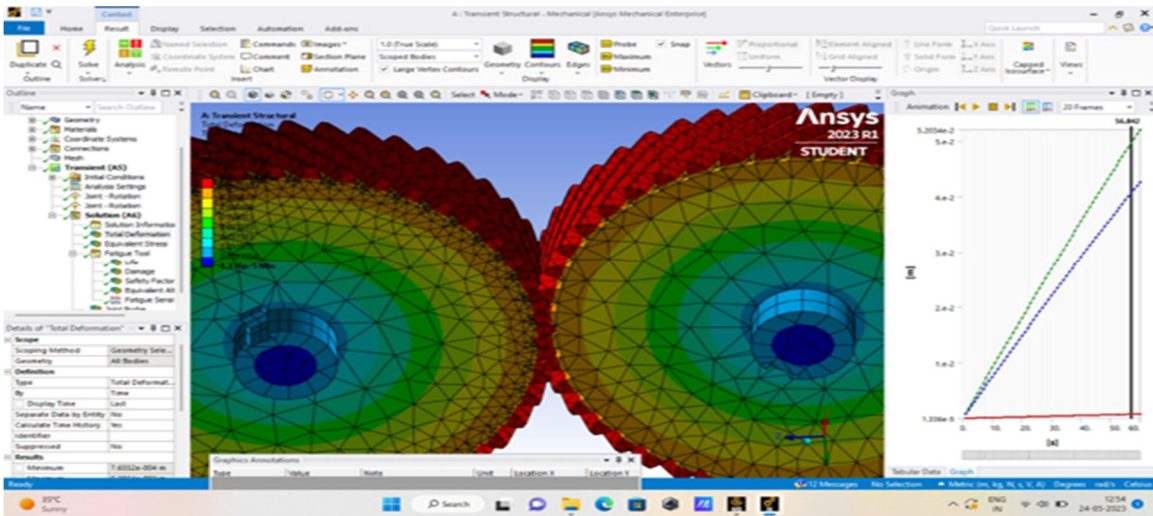 A : Transient Structural - Mechanical [Ansys Mechanical Enterprise]
Context
File Home Result Display Selection Automation Add-ons
Quick Launch
Duplicate
Solve
Analysis
Named Selection
Coordinate System
Remote Point
Commands
Comment
Chart
Images
Section Plane
Annotation
1.0 (True Scale)
Scoped Bodies
Large Vertex Contours
Geometry
Contours
Edges
Probe
Maximum
Minimum
Snap
Vectors
Proportional
Uniform
Element Aligned
Grid Aligned
Line Form
Solid Form
Origin
X Axis
Y Axis
Z Axis
Capped Isosurface
Views
Outline
Insert
Display
Vector Display
Outline
Name
Search Outline
Select
Mode
Clipboard
[ Empty ]
Geometry
Materials
Coordinate Systems
Connections
Mesh
Transient (A5)
Initial Conditions
Analysis Settings
Joint - Rotation
Joint - Rotation
Solution (A6)
Solution Informatio
Total Deformation
Equivalent Stress
Fatigue Tool
Life
Damage
Safety Factor
Equivalent Alt
Fatigue Sensi
Joint Probe
A: Transient Structural
Total Deformation
Ansys
2023 R1
STUDENT
Details of "Total Deformation"
Scope
Scoping Method Geometry Sele...
Geometry All Bodies
Definition
Type Total Deformat...
By Time
Display Time Last
Separate Data by Entity No
Calculate Time History Yes
Identifier
Suppressed No
Results
Minimum 7.6552e-004 m
Graphics Annotations
Type Value Note Unit Location X Location Y
Graph
Animation 20 Frames
56.842
5.2034e-2
5.e-2
4.e-2
3.e-2
2.e-2
1.e-2
1.336e-5
[m]
0. 10. 20. 30. 40. 50. 60.
[s]
Tabular Data Graph
Ready
12 Messages No Selection Metric (m, kg, N, s, V, A) Degrees rad/s Celsius
35°C
Sunny
Search
ENG
IN
12:54
24-05-2023